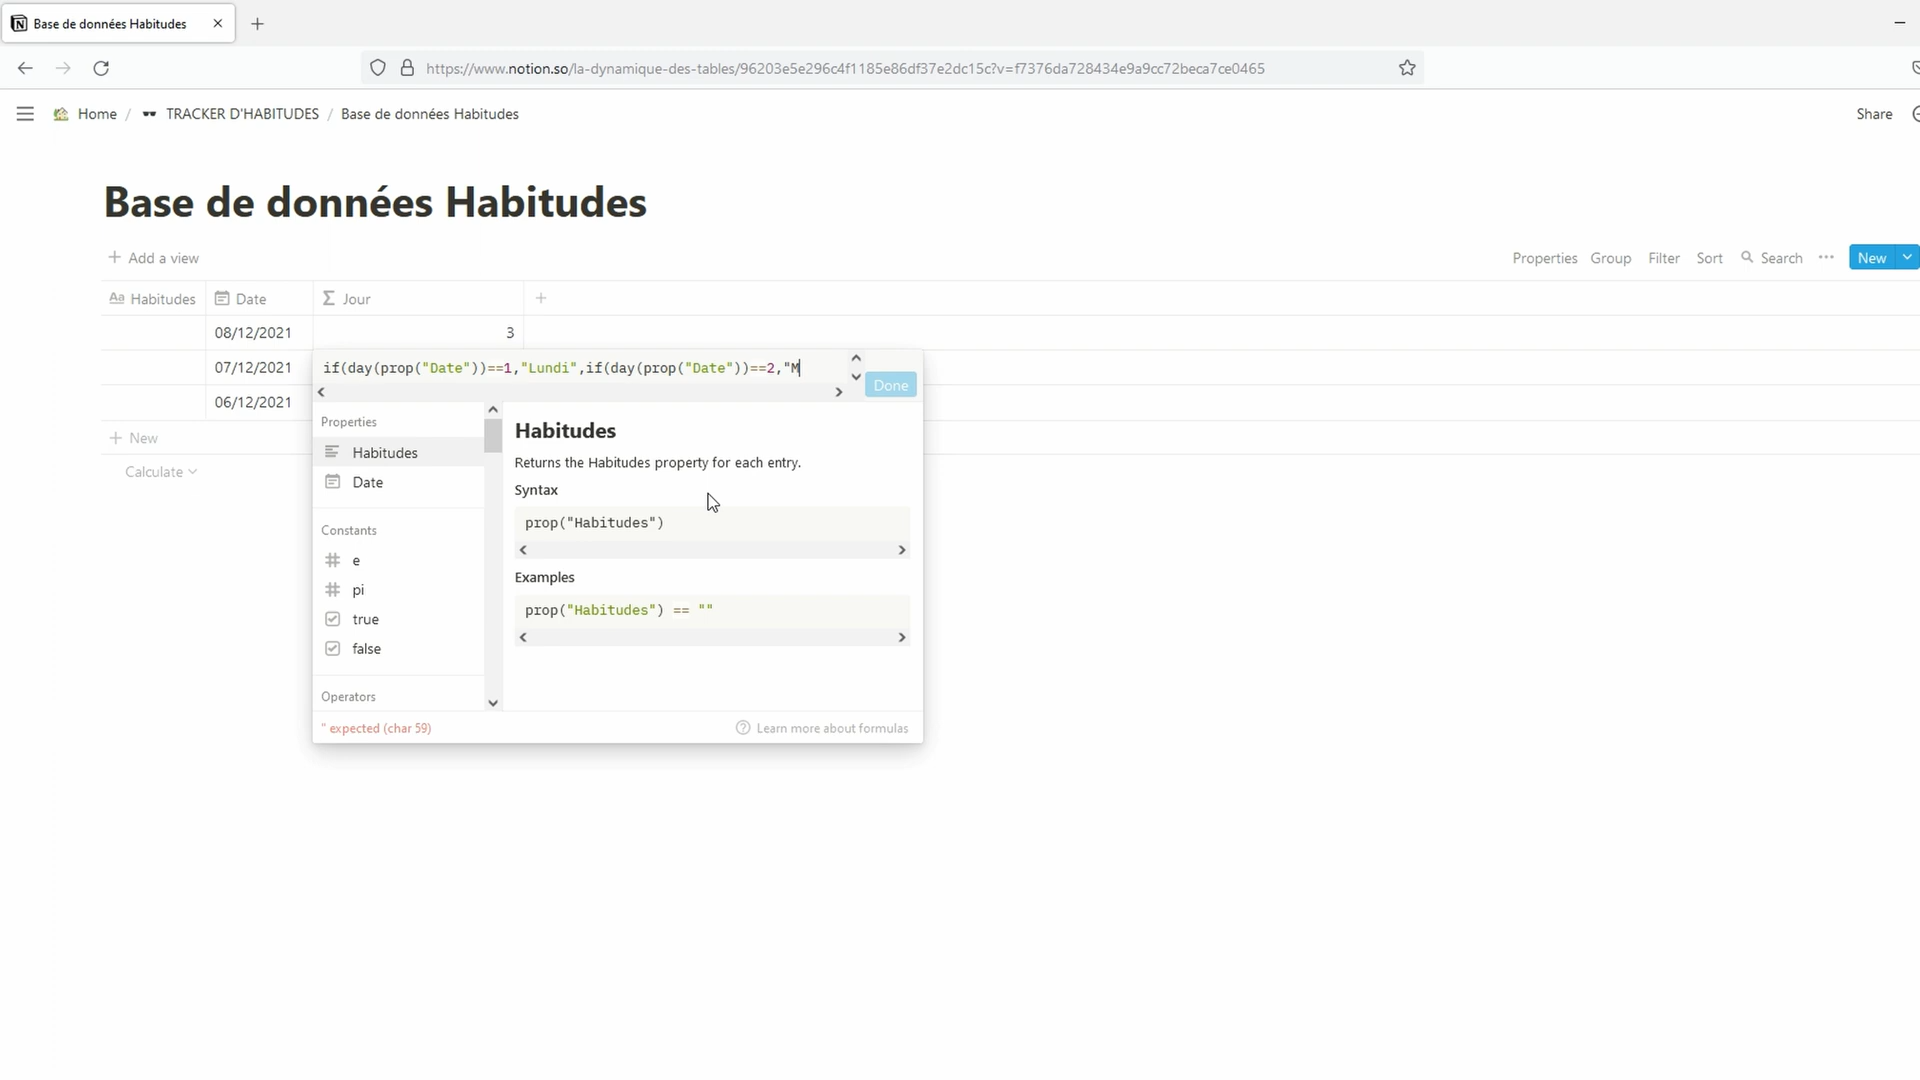 Base de données Habitudes
https://www.notion.so/la-dynamique-des-tables/96203e5e296c4f1185e86df37e2dc15c?v=f7376da728434e9a9cc72beca7ce0465
Home / TRACKER D'HABITUDES / Base de données Habitudes
Share
Base de données Habitudes
+ Add a view
Properties Group Filter Sort Search ··· New
Aa Habitudes Date Σ Jour +
08/12/2021 3
07/12/2021
06/12/2021
+ New
Calculate
if(day(prop("Date"))==1,"Lundi",if(day(prop("Date"))==2,"M
Done
Properties
Habitudes
Date
Constants
e
pi
true
false
Operators
Habitudes
Returns the Habitudes property for each entry.
Syntax
prop("Habitudes")
Examples
prop("Habitudes") == ""
" expected (char 59)
Learn more about formulas